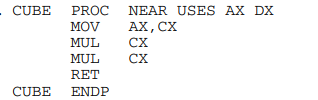 . CUBE PROC NEAR USES AX DX
MOV AX,CX
MUL CX
MUL CX
RET
CUBE ENDP